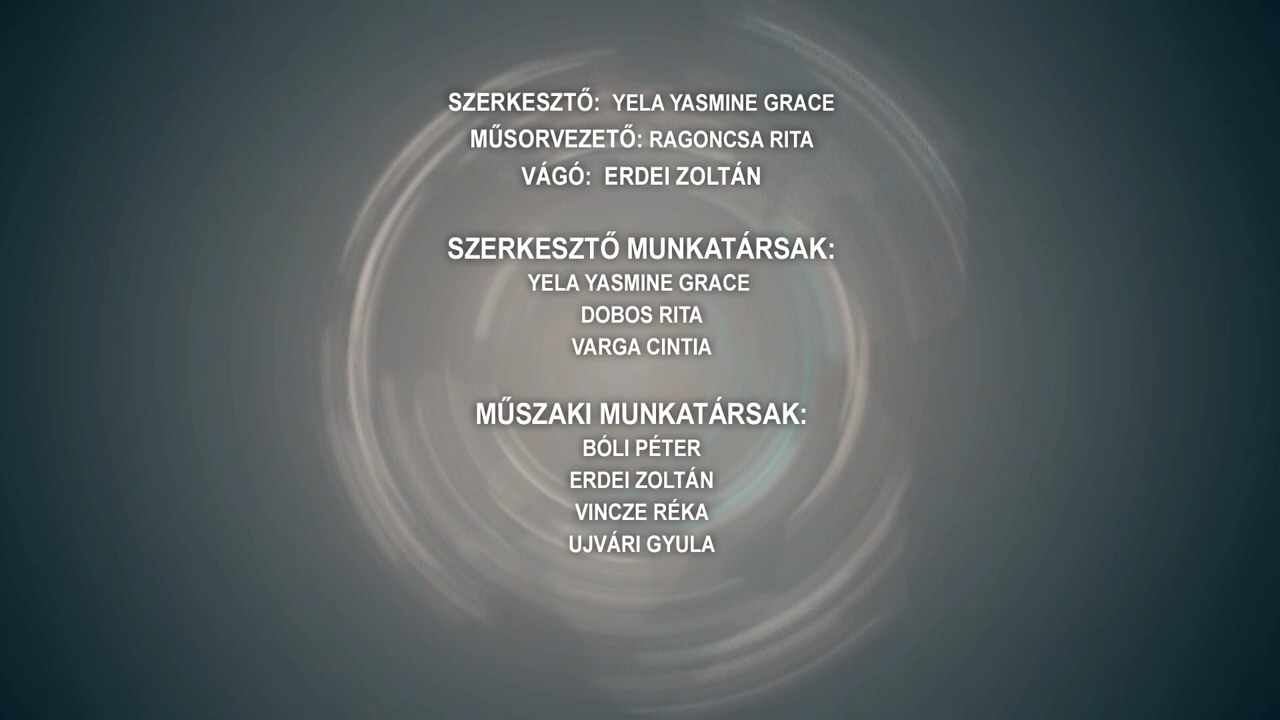 SZERKESZTŐ: YELA YASMINE GRACE
MŰSORVEZETŐ: RAGONCSA RITA
VÁGÓ: ERDEI ZOLTÁN
SZERKESZTŐ MUNKATÁRSAK:
YELA YASMINE GRACE
DOBOS RITA
VARGA CINTIA
MŰSZAKI MUNKATÁRSAK:
BÓLI PÉTER
ERDEI ZOLTÁN
VINCZE RÉKA
UJVÁRI GYULA